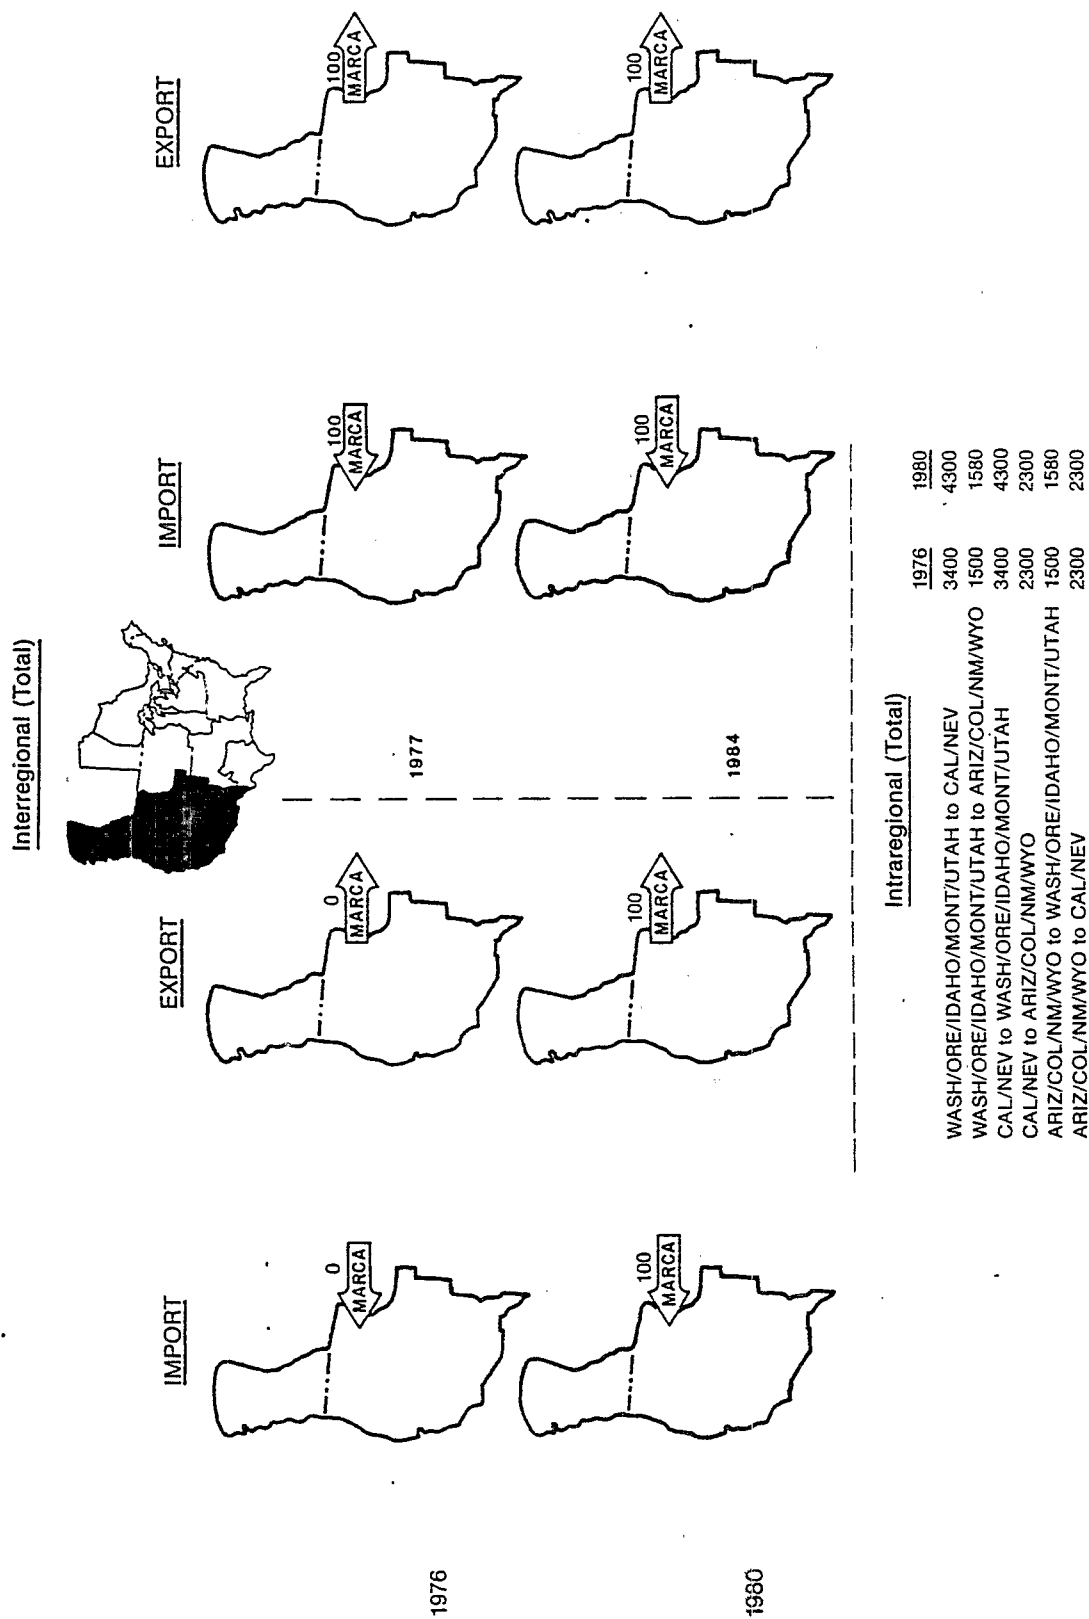 Interregional (Total)
IMPORT
EXPORT
IMPORT
EXPORT
1976
0
MARCA
0
MARCA
1977
100
MARCA
100
MARCA
1980
100
MARCA
100
MARCA
1984
100
MARCA
100
MARCA
Intraregional (Total)
1976 1980
WASH/ORE/IDAHO/MONT/UTAH to CAL/NEV 3400 4300
WASH/ORE/IDAHO/MONT/UTAH to ARIZ/COL/NM/WYO 1500 1580
CAL/NEV to WASH/ORE/IDAHO/MONT/UTAH 3400 4300
CAL/NEV to ARIZ/COL/NM/WYO 2300 2300
ARIZ/COL/NM/WYO to WASH/ORE/IDAHO/MONT/UTAH 1500 1580
ARIZ/COL/NM/WYO to CAL/NEV 2300 2300